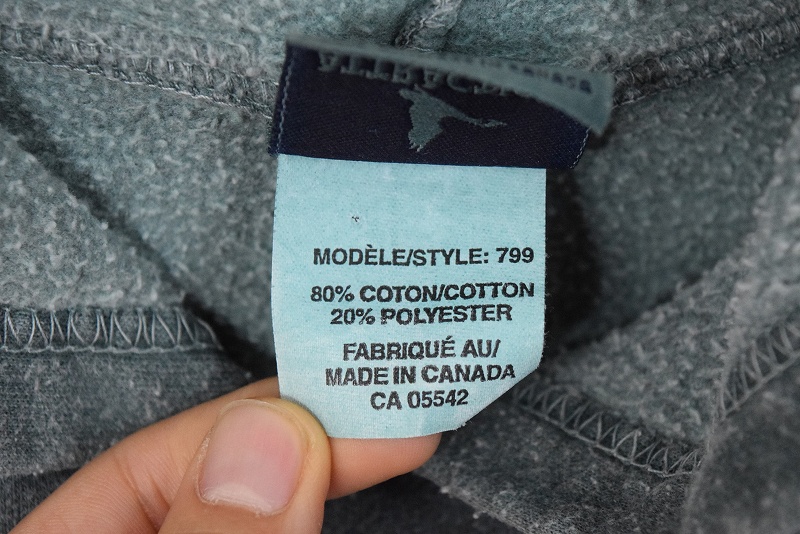 MODÈLE/STYLE: 799
80% COTON/COTTON
20% POLYESTER
FABRIQUÉ AU/
MADE IN CANADA
CA 05542